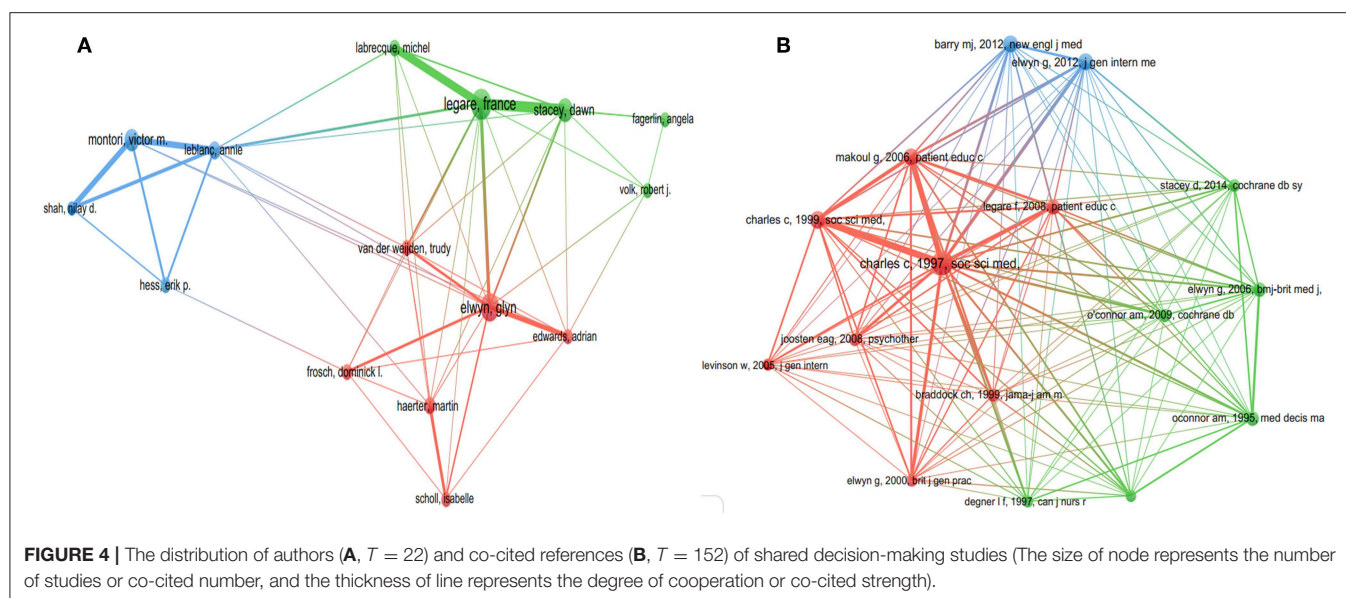 A
labrecque, michel
legare, france
stacey, dawn
fagerlin, angela
montori, victor m.
leblanc, annie
volk, robert j.
shah, nilay d.
van der weijden, trudy
hess, erik p.
elwyn, glyn
edwards, adrian
frosch, dominick l.
haerter, martin
scholl, isabelle
B
barry mj, 2012, new engl j med
elwyn g, 2012, j gen intern me
makoul g, 2006, patient educ c
stacey d, 2014, cochrane db sy
legare f, 2008, patient educ c
charles c, 1999, soc sci med,
charles c, 1997, soc sci med,
elwyn g, 2006, bmj-brit med j,
o'connor am, 2009, cochrane db
joosten eag, 2008, psychother
levinson w, 2005, j gen intern
braddock ch, 1999, jama-j am m
oconnor am, 1995, med decis ma
elwyn g, 2000, brit j gen prac
degner l f, 1997, can j nurs r
FIGURE 4 | The distribution of authors (A, T = 22) and co-cited references (B, T = 152) of shared decision-making studies (The size of node represents the number
of studies or co-cited number, and the thickness of line represents the degree of cooperation or co-cited strength).